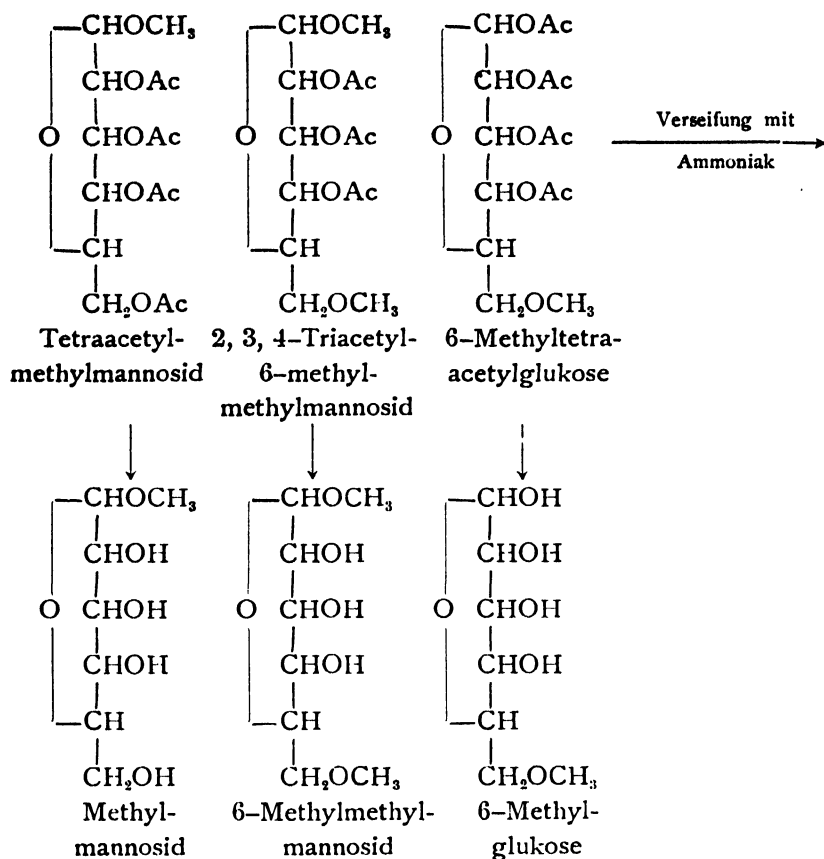 CHOCH₃ CHOCH₃ CHOAc
CHOAc CHOAc CHOAc
O CHOAc O CHOAc O CHOAc Verseifung mit
Ammoniak
CHOAc CHOAc CHOAc
CH CH CH
CH₂OAc CH₂OCH₃ CH₂OCH₃
Tetraacetyl- 2, 3, 4–Triacetyl- 6–Methyltetra-
methylmannosid 6–methyl- acetylglukose
methylmannosid
CHOCH₃ CHOCH₃ CHOH
CHOH CHOH CHOH
O CHOH O CHOH O CHOH
CHOH CHOH CHOH
CH CH CH
CH₂OH CH₂OCH₃ CH₂OCH₃
Methyl- 6–Methylmethyl- 6–Methyl-
mannosid mannosid glukose